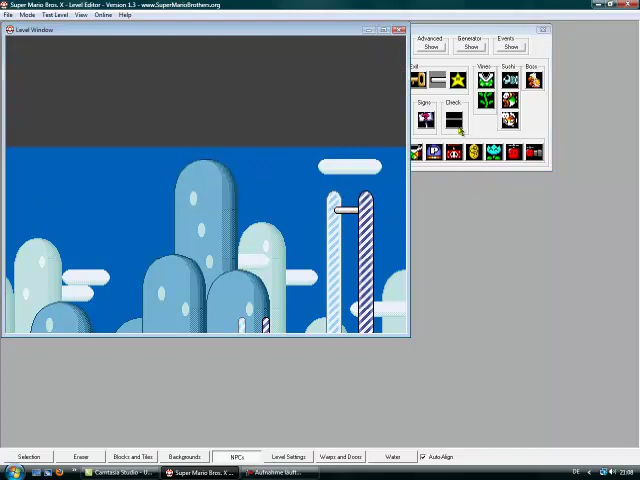 Super Mario Bros. X - Level Editor - Version 1.3 - www.SuperMarioBrothers.org
File Mode Test Level View Online Help
Level Window
Advanced Generator Events
Show Show Show
Exit Vines Sushi Boss
Signs Check
Selection Eraser Blocks and Tiles Backgrounds NPCs Level Settings Warps and Doors Water Auto Align
Camtasia Studio - U... Super Mario Bros. X ... Aufnahme läuft... DE 21:08